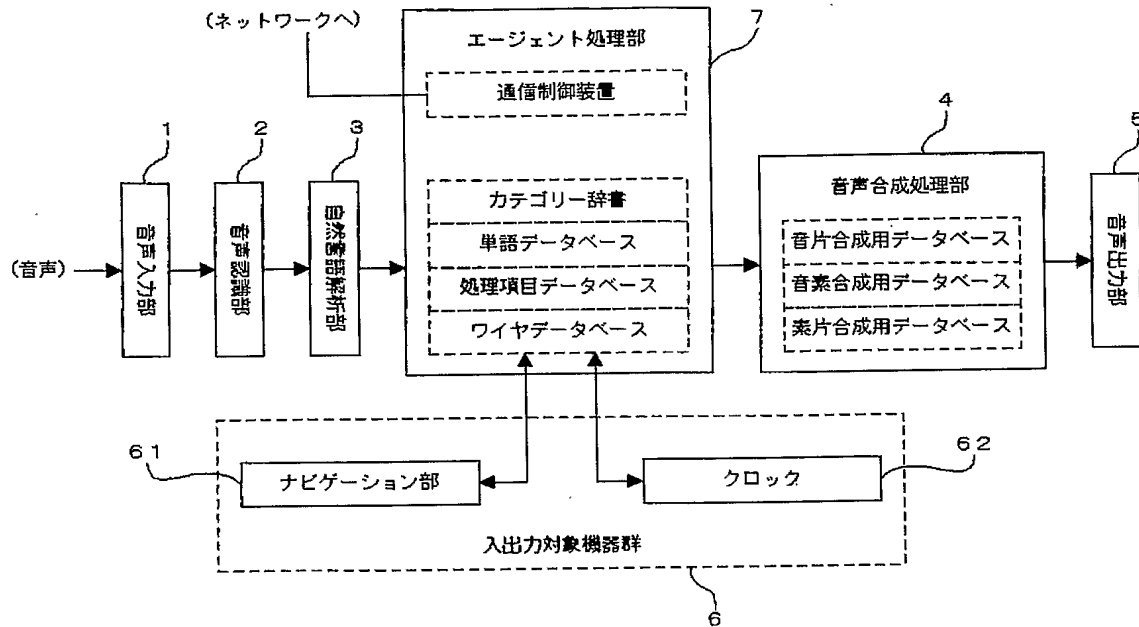 (ネットワークへ)
エージェント処理部
7
通信制御装置
カテゴリー辞書
単語データベース
処理項目データベース
ワイヤデータベース
1
2
3
(音声)
音声入力部
音声認識部
自然言語解析部
4
音声合成処理部
音片合成用データベース
音素合成用データベース
素片合成用データベース
5
音声出力部
61
ナビゲーション部
62
クロック
入出力対象機器群
6